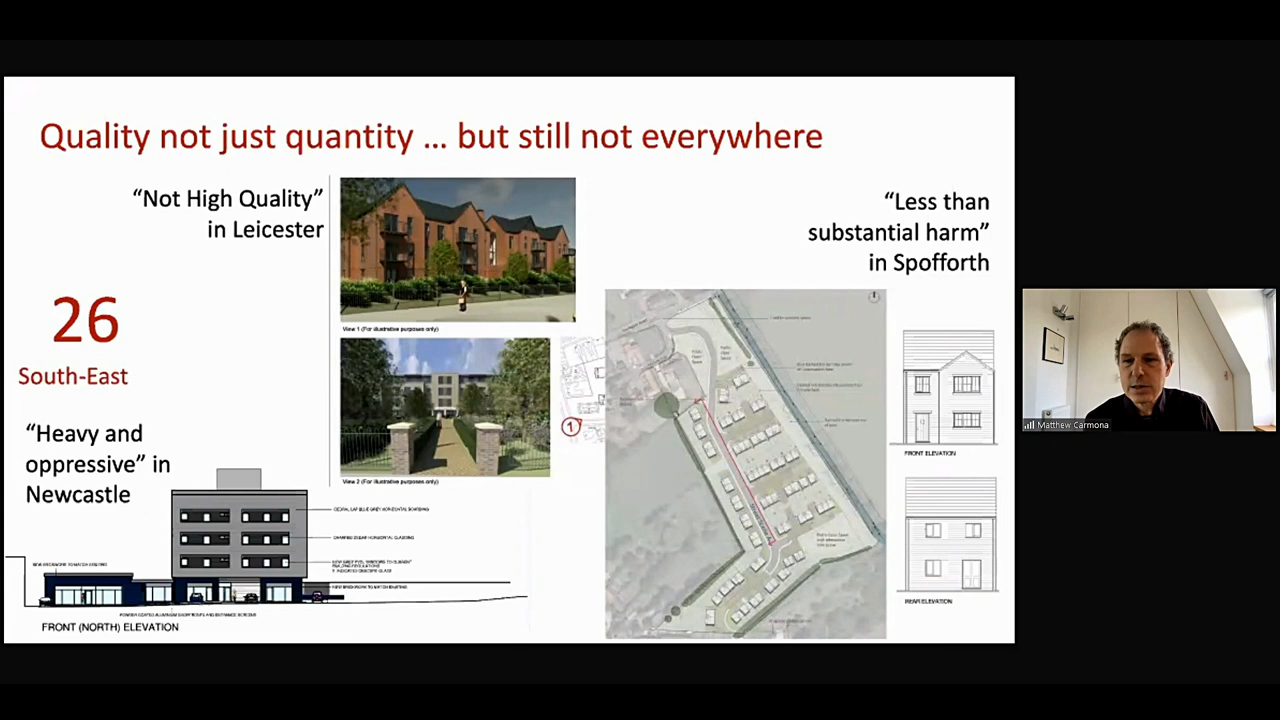 Quality not just quantity ... but still not everywhere
“Not High Quality”
in Leicester
“Less than
substantial harm”
in Spofforth
26
South-East
“Heavy and
oppressive” in
Newcastle
View 1 (For illustrative purposes only)
View 2 (For illustrative purposes only)
1
FRONT ELEVATION
REAR ELEVATION
FRONT (NORTH) ELEVATION
Matthew Carmona